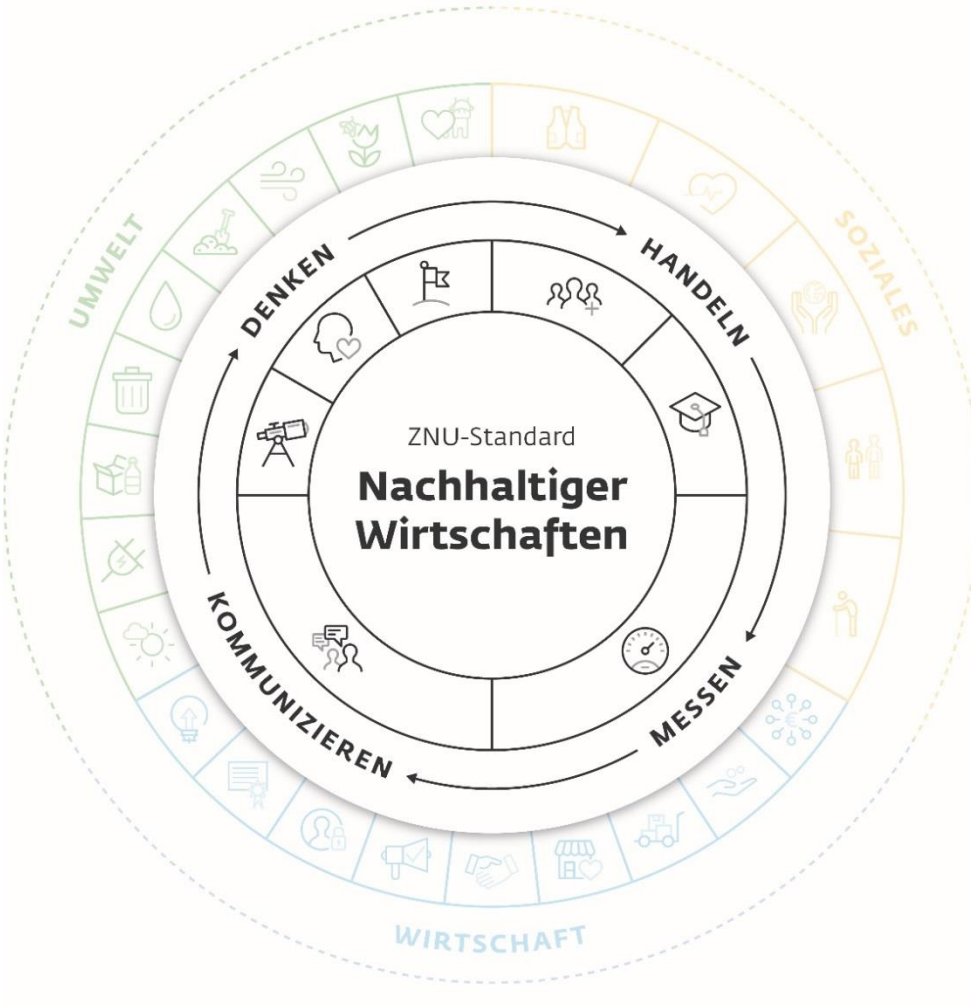 ZNU-Standard
Nachhaltiger
Wirtschaften
DENKEN
HANDELN
MESSEN
KOMMUNIZIEREN
UMWELT
SOZIALES
WIRTSCHAFT